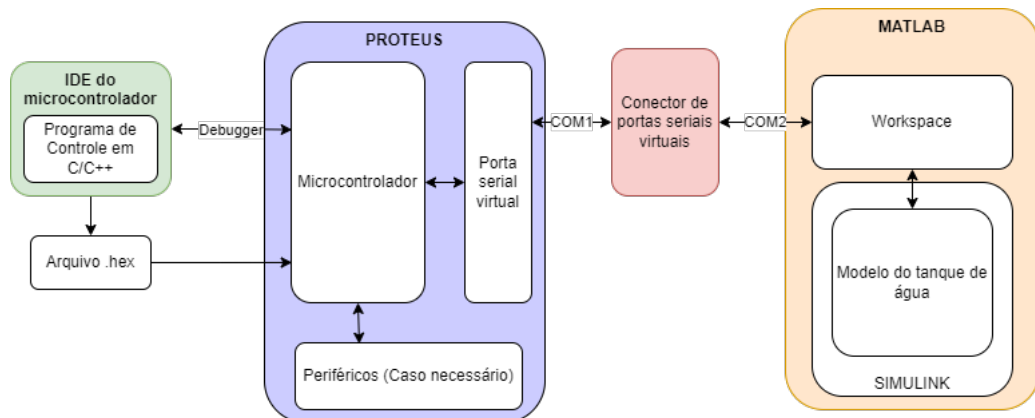 IDE do
microcontrolador
Programa de
Controle em
C/C++
Arquivo .hex
Debugger
PROTEUS
Microcontrolador
Porta
serial
virtual
Periféricos (Caso necessário)
COM1
Conector de
portas seriais
virtuais
COM2
MATLAB
Workspace
Modelo do tanque de
água
SIMULINK